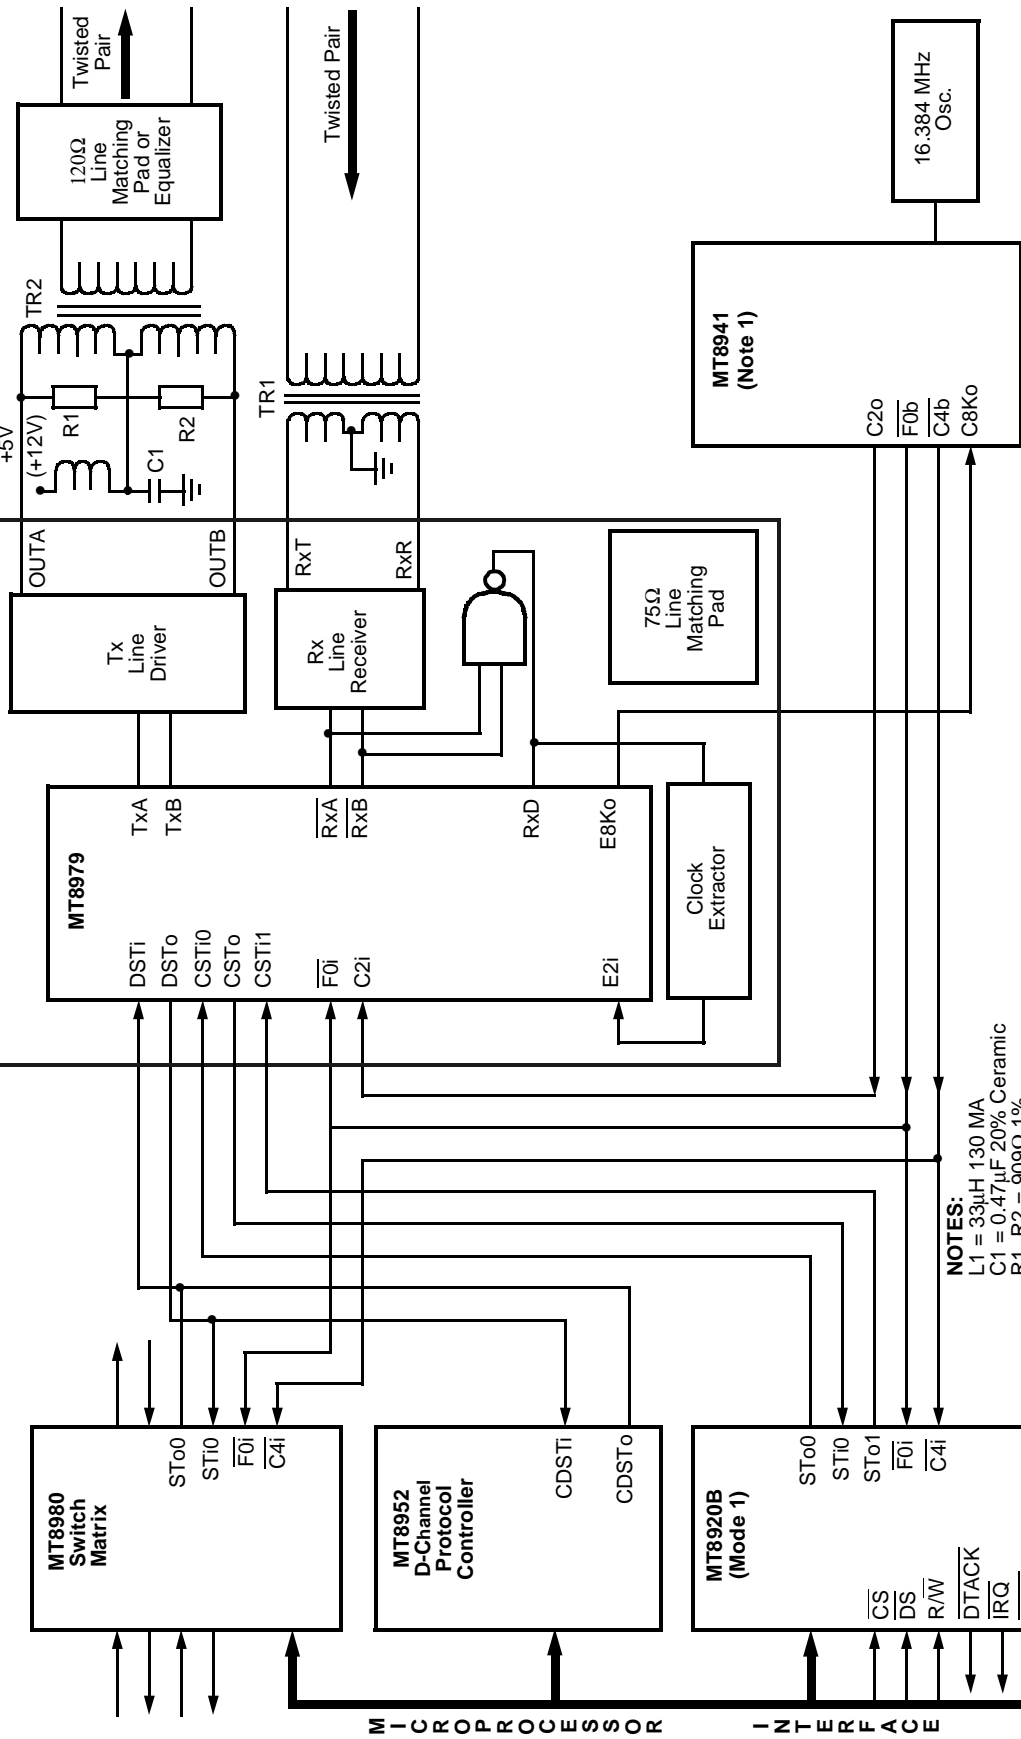 MT8980
Switch
Matrix
STo0
STi0
F0i
C4i
MT8952
D-Channel
Protocol
Controller
CDSTi
CDSTo
MT8920B
(Mode 1)
STo0
STi0
STo1
F0i
C4i
CS
DS
R/W
DTACK
IRQ
MICROPROCESSOR
INTERFACE
MT8979
DSTi
DSTo
CSTi0
CSTo
CSTi1
F0i
C2i
E2i
TxA
TxB
RxA
RxB
RxD
E8Ko
Clock
Extractor
Tx
Line
Driver
OUTA
OUTB
Rx
Line
Receiver
RxT
RxR
75Ω
Line
Matching
Pad
+5V
(+12V)
R1
R2
C1
TR2
TR1
120Ω
Line
Matching
Pad or
Equalizer
Twisted
Pair
Twisted Pair
MT8941
(Note 1)
C2o
F0b
C4b
C8Ko
16.384 MHz
Osc.
NOTES:
L1 = 33µH 130 MA
C1 = 0.47µF 20% Ceramic
R1, R2 = 909Ω 1%